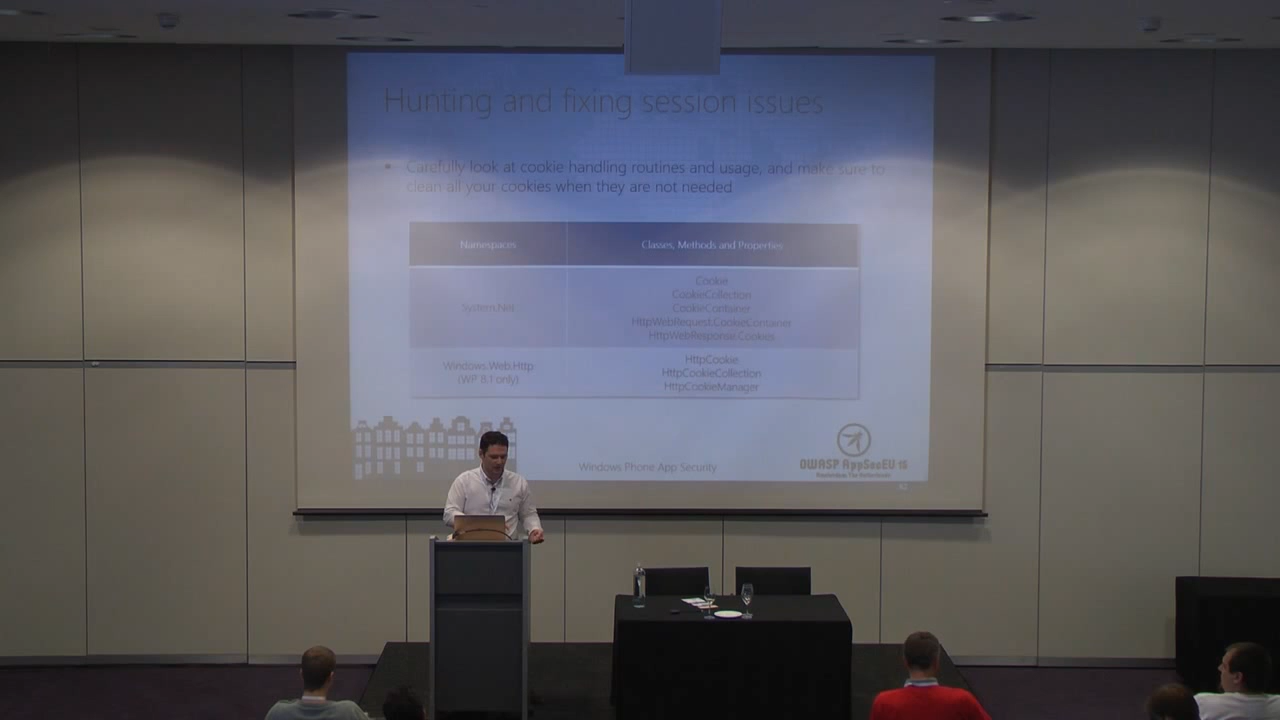 Hunting and fixing session issues
• Carefully look at cookie handling routines and usage, and make sure to
clean all your cookies when they are not needed
Namespaces
Classes, Methods and Properties
System.Net
Cookie
CookieCollection
CookieContainer
HttpWebRequest.CookieContainer
HttpWebResponse.Cookies
Windows.Web.Http
(WP 8.1 only)
HttpCookie
HttpCookieCollection
HttpCookieManager
Windows Phone App Security
OWASP AppSecEU 15
Amsterdam, The Netherlands